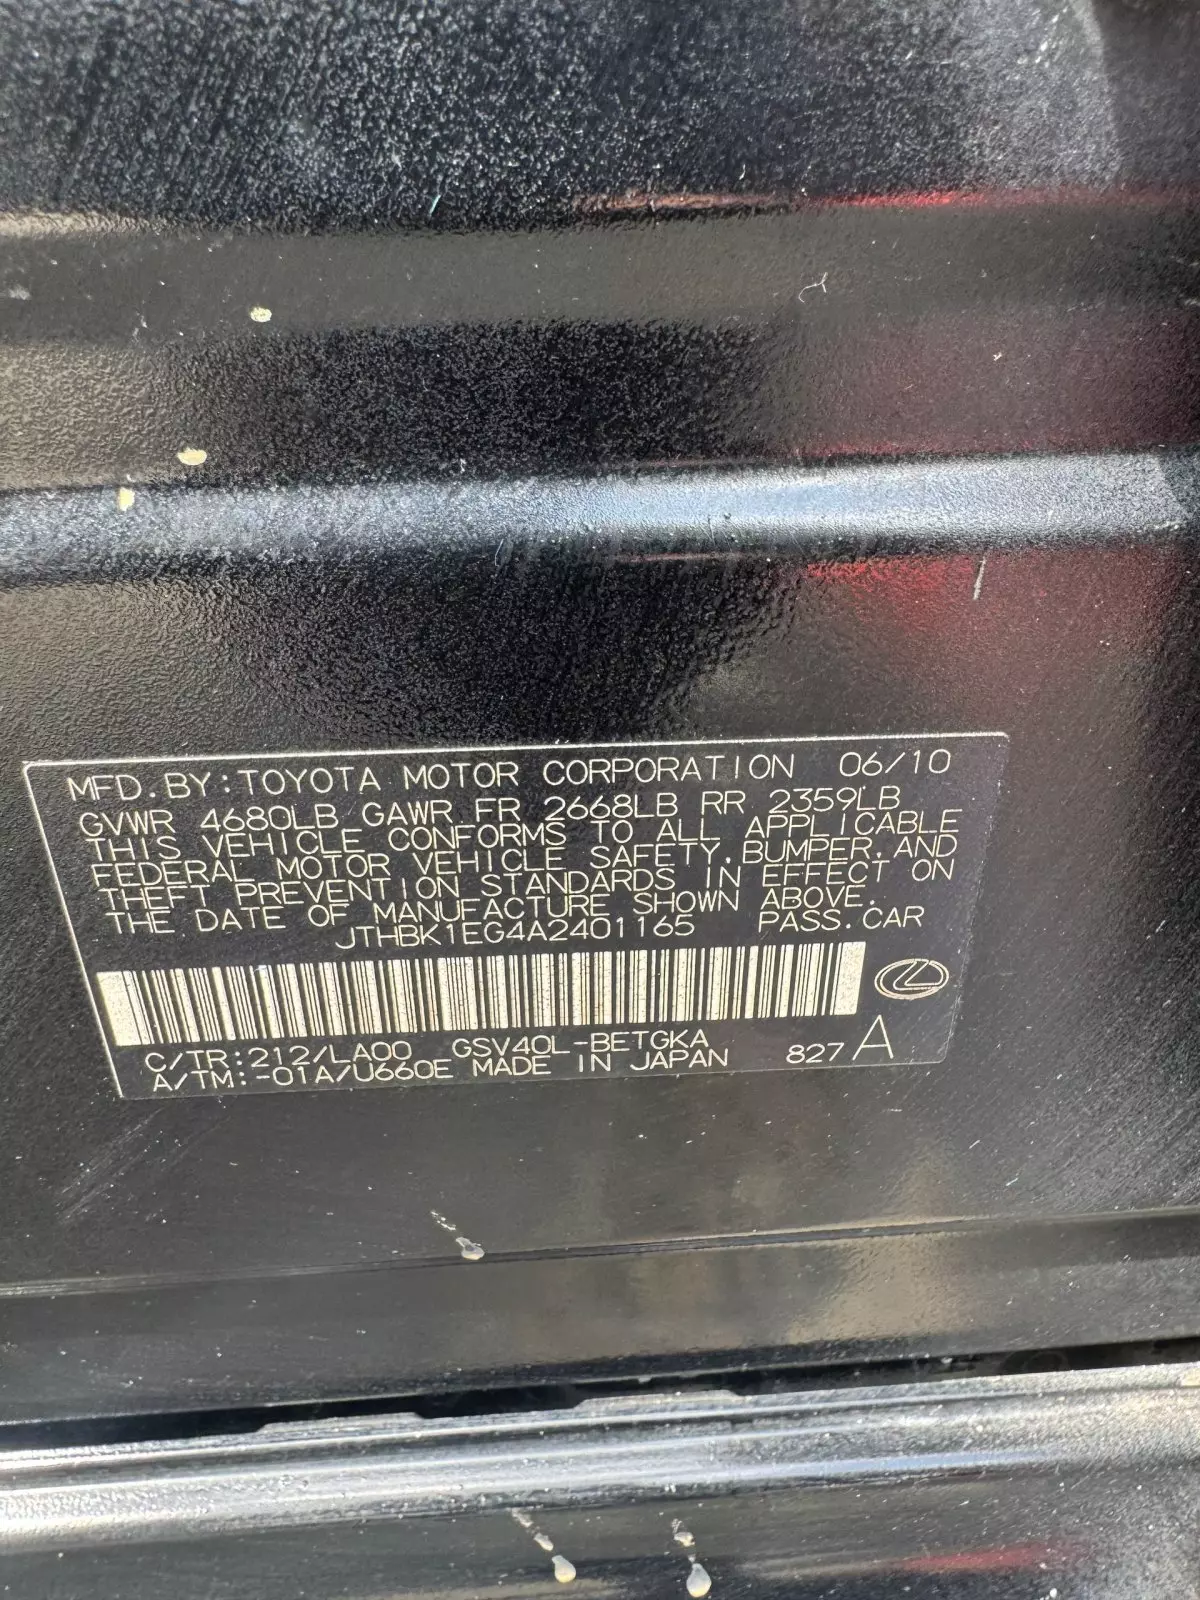 MFD.BY:TOYOTA MOTOR CORPORATION 06/10
GVWR 4680LB GAWR FR 2668LB RR 2359LB
THIS VEHICLE CONFORMS TO ALL APPLICABLE
FEDERAL MOTOR VEHICLE SAFETY,BUMPER,AND
THEFT PREVENTION STANDARDS IN EFFECT ON
THE DATE OF MANUFACTURE SHOWN ABOVE.
JTHBK1EG4A2401165 PASS.CAR
C/TR:212/LA00 GSV40L-BETGKA
A/TM:-01A/U660E MADE IN JAPAN 827 A